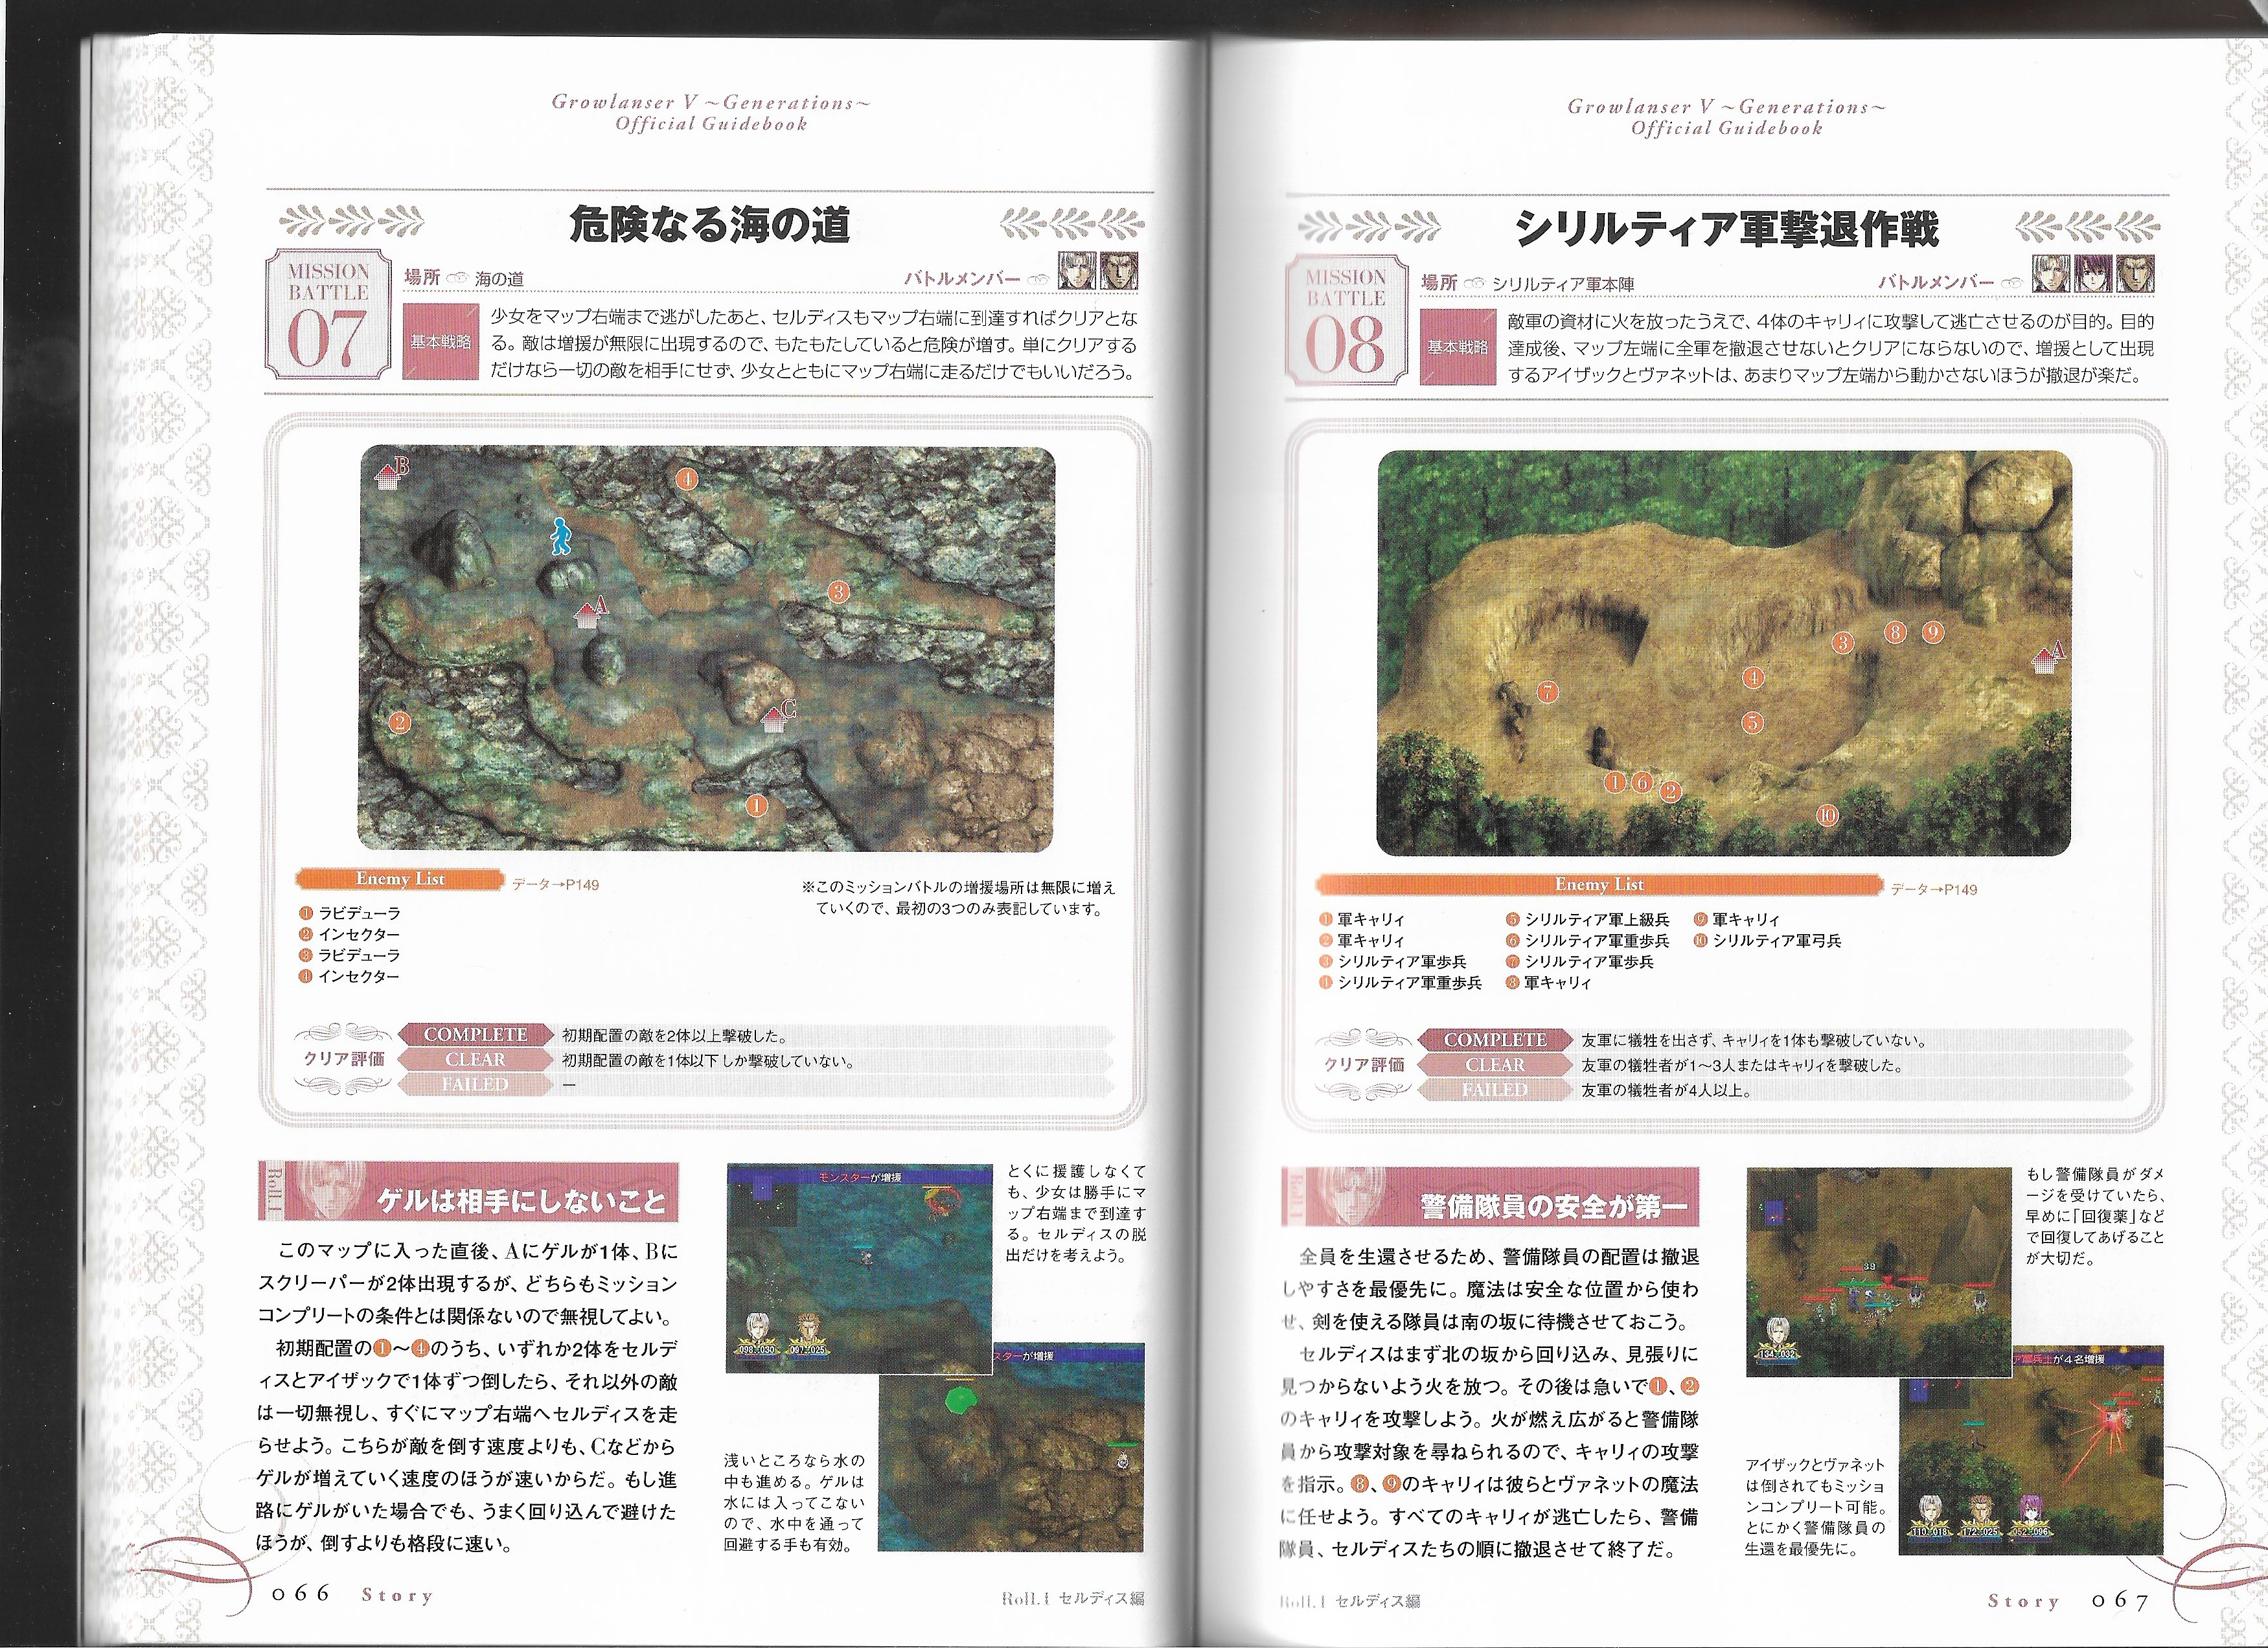 Growlanser V ～Generations～
Official Guidebook
危険なる海の道
MISSION
BATTLE
07
場所 海の道
バトルメンバー
基本戦略
少女をマップ右端まで逃がしたあと、セルディスもマップ右端に到達すればクリアとな
る。敵は増援が無限に出現するので、もたもたしていると危険が増す。単にクリアする
だけなら一切の敵を相手にせず、少女とともにマップ右端に走るだけでもいいだろう。
B
④
③
A
②
C
①
Enemy List
データ→P149
※このミッションバトルの増援場所は無限に増え
ていくので、最初の3つのみ表記しています。
① ラビデューラ
② インセクター
③ ラビデューラ
④ インセクター
クリア評価
COMPLETE 初期配置の敵を2体以上撃破した。
CLEAR 初期配置の敵を1体以下しか撃破していない。
FAILED ―
Roll.1
ゲルは相手にしないこと
このマップに入った直後、Aにゲルが1体、Bに
スクリーパーが2体出現するが、どちらもミッション
コンプリートの条件とは関係ないので無視してよい。
初期配置の①～④のうち、いずれか2体をセルデ
ィスとアイザックで1体ずつ倒したら、それ以外の敵
は一切無視し、すぐにマップ右端へセルディスを走
らせよう。こちらが敵を倒す速度よりも、Cなどから
ゲルが増えていく速度のほうが速いからだ。もし進
路にゲルがいた場合でも、うまく回り込んで避けた
ほうが、倒すよりも格段に速い。
モンスターが増援
098:030 097:025
とくに援護しなくて
も、少女は勝手にマ
ップ右端まで到達す
る。セルディスの脱
出だけを考えよう。
スターが増援
浅いところなら水の
中も進める。ゲルは
水には入ってこない
ので、水中を通って
回避する手も有効。
066 Story
Roll.1 セルディス編
Growlanser V ～Generations～
Official Guidebook
シリルティア軍撃退作戦
MISSION
BATTLE
08
場所 シリルティア軍本陣
バトルメンバー
基本戦略
敵軍の資材に火を放ったうえで、4体のキャリィに攻撃して逃亡させるのが目的。目的
達成後、マップ左端に全軍を撤退させないとクリアにならないので、増援として出現
するアイザックとヴァネットは、あまりマップ左端から動かさないほうが撤退が楽だ。
③ ⑧ ⑨
A
④
⑦
⑤
① ⑥ ②
⑩
Enemy List
データ→P149
① 軍キャリィ
② 軍キャリィ
③ シリルティア軍歩兵
④ シリルティア軍重歩兵
⑤ シリルティア軍上級兵
⑥ シリルティア軍重歩兵
⑦ シリルティア軍歩兵
⑧ 軍キャリィ
⑨ 軍キャリィ
⑩ シリルティア軍弓兵
クリア評価
COMPLETE 友軍に犠牲を出さず、キャリィを1体も撃破していない。
CLEAR 友軍の犠牲者が1～3人またはキャリィを撃破した。
FAILED 友軍の犠牲者が4人以上。
Roll.1
警備隊員の安全が第一
全員を生還させるため、警備隊員の配置は撤退
しやすさを最優先に。魔法は安全な位置から使わ
せ、剣を使える隊員は南の坂に待機させておこう。
セルディスはまず北の坂から回り込み、見張りに
見つからないよう火を放つ。その後は急いで①、②
のキャリィを攻撃しよう。火が燃え広がると警備隊
員から攻撃対象を尋ねられるので、キャリィの攻撃
を指示。⑧、⑨のキャリィは彼らとヴァネットの魔法
に任せよう。すべてのキャリィが逃亡したら、警備
隊員、セルディスたちの順に撤退させて終了だ。
39
134:032
もし警備隊員がダメ
ージを受けていたら、
早めに「回復薬」など
で回復してあげること
が大切だ。
ア軍兵士が4名増援
110:018 172:025 052:096
アイザックとヴァネット
は倒されてもミッショ
ンコンプリート可能。
とにかく警備隊員の
生還を最優先に。
Roll.1 セルディス編
Story 067